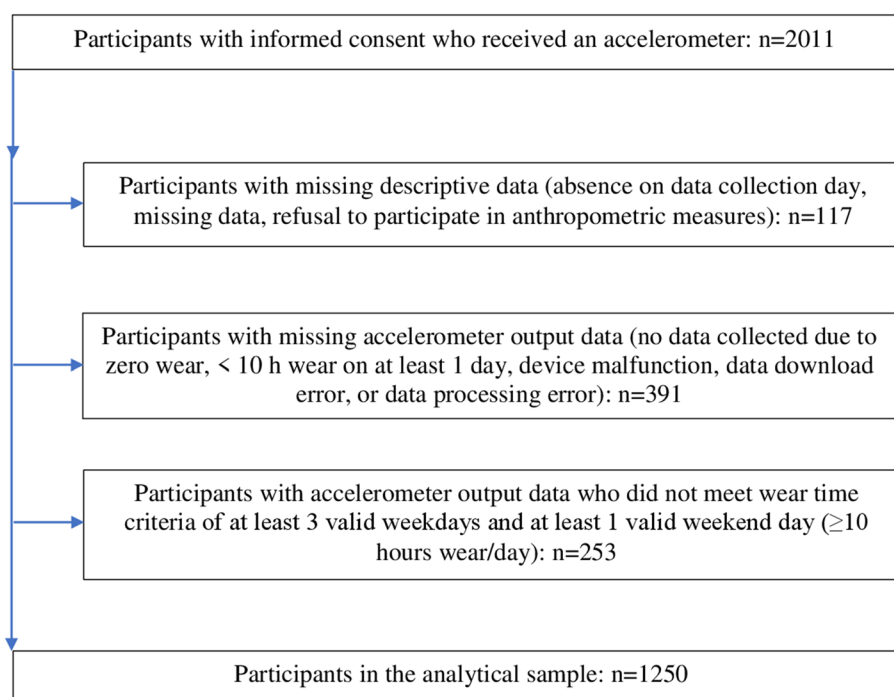 Participants with informed consent who received an accelerometer: n=2011
Participants with missing descriptive data (absence on data collection day,
missing data, refusal to participate in anthropometric measures): n=117
Participants with missing accelerometer output data (no data collected due to
zero wear, < 10 h wear on at least 1 day, device malfunction, data download
error, or data processing error): n=391
Participants with accelerometer output data who did not meet wear time
criteria of at least 3 valid weekdays and at least 1 valid weekend day (≥10
hours wear/day): n=253
Participants in the analytical sample: n=1250